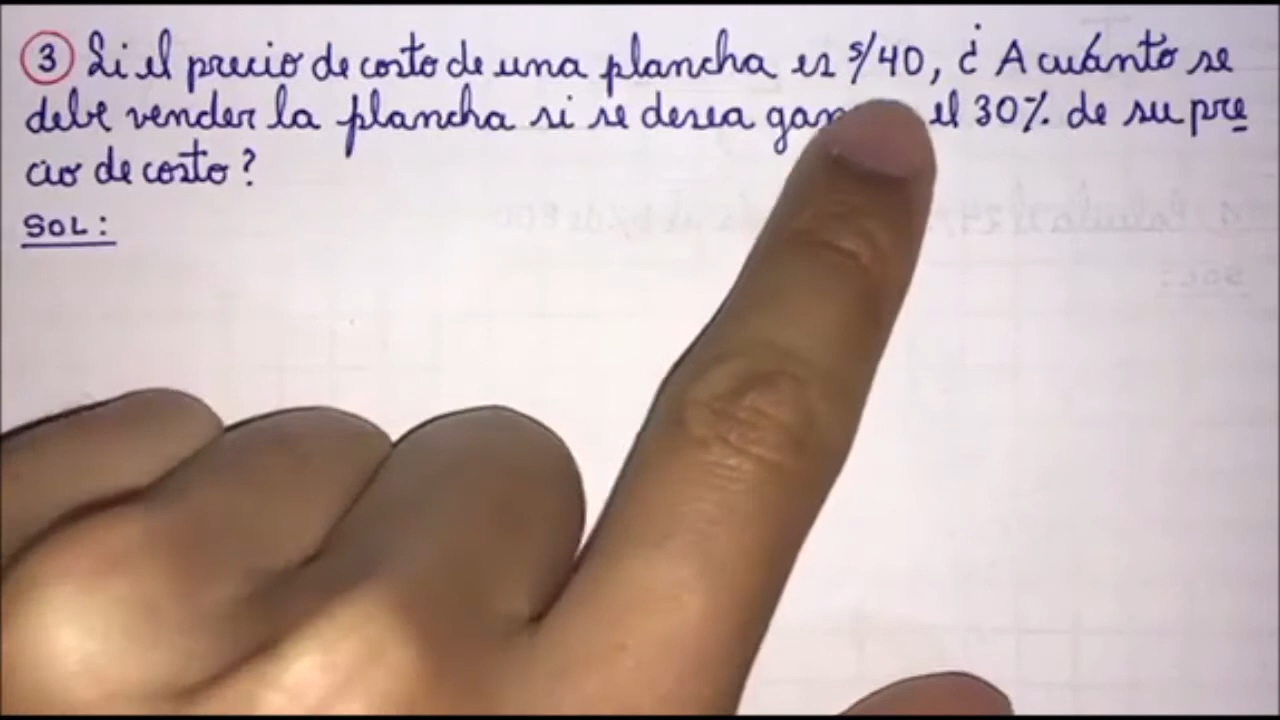 3 Si el precio de costo de una plancha es S/40, ¿A cuánto se
debe vender la plancha si se desea el 30% de su pre
cio de costo?
SOL: